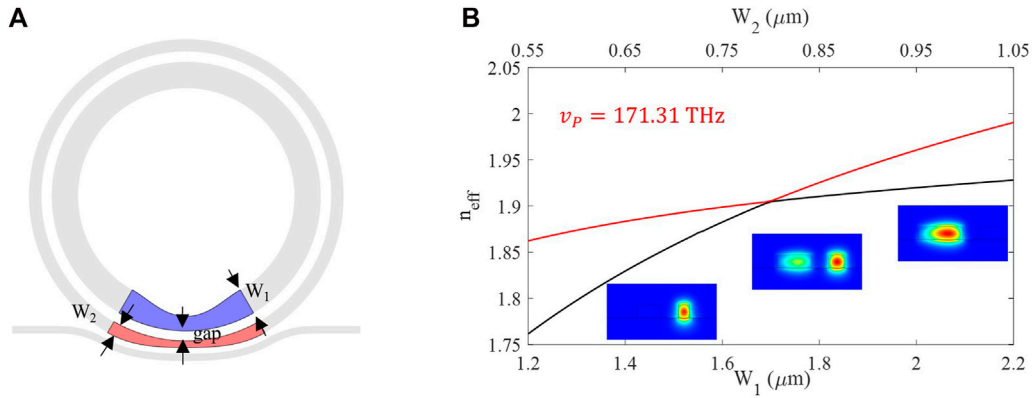 A
W₁
W₂
gap
B
W₂ (μm)
0.55 0.65 0.75 0.85 0.95 1.05
2.05
2
1.95
1.9
1.85
1.8
1.75
n_eff
v_P = 171.31 THz
1.2 1.4 1.6 1.8 2 2.2
W₁ (μm)